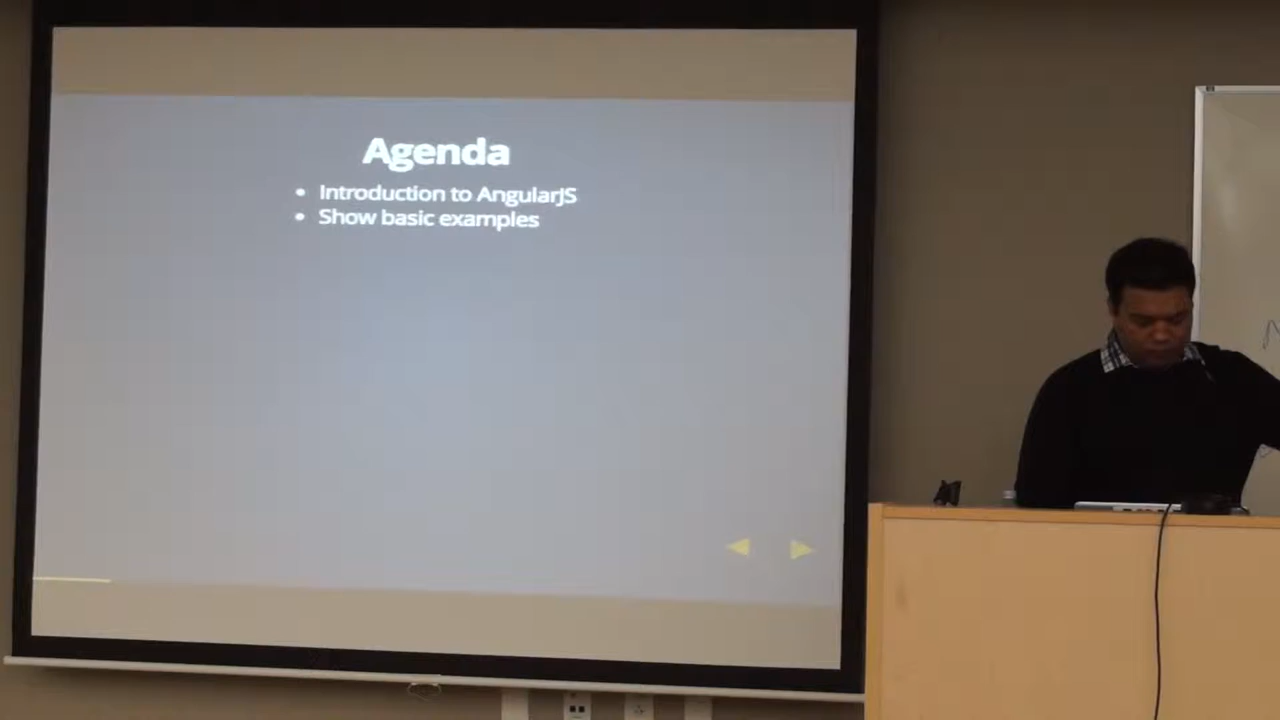 Agenda
• Introduction to AngularJS
• Show basic examples